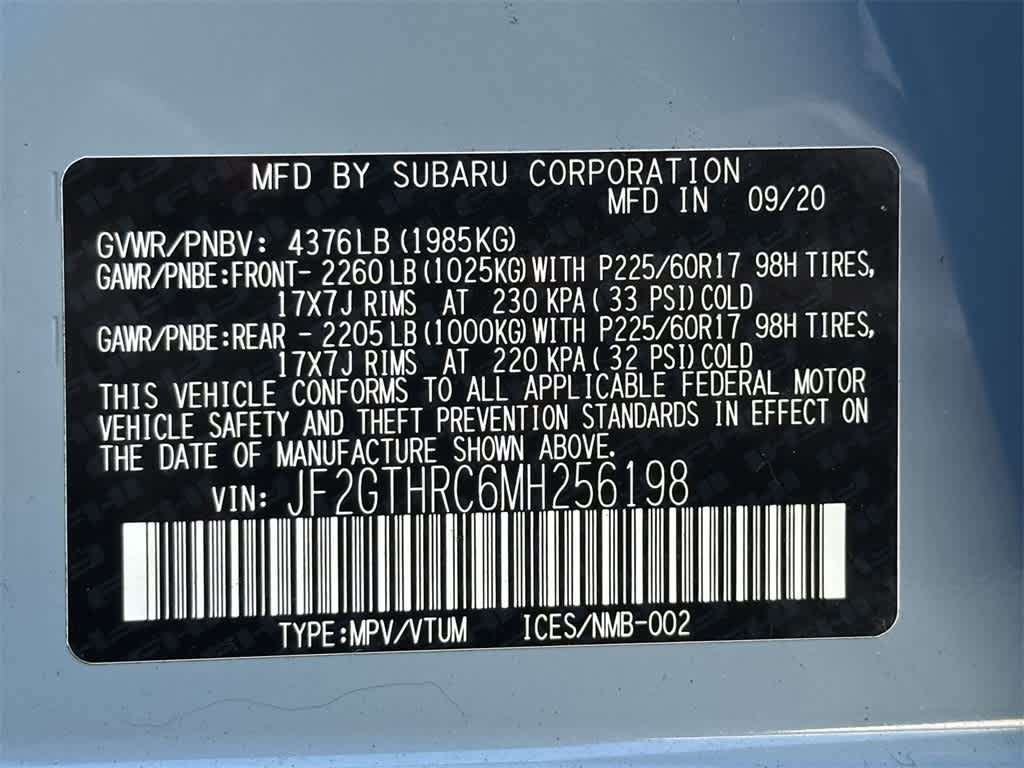 MFD BY SUBARU CORPORATION
MFD IN 09/20
GVWR/PNBV: 4376LB(1985KG)
GAWR/PNBE:FRONT- 2260LB(1025KG)WITH P225/60R17 98H TIRES,
17X7J RIMS AT 230 KPA( 33 PSI)COLD
GAWR/PNBE:REAR - 2205LB(1000KG)WITH P225/60R17 98H TIRES,
17X7J RIMS AT 220 KPA( 32 PSI)COLD
THIS VEHICLE CONFORMS TO ALL APPLICABLE FEDERAL MOTOR
VEHICLE SAFETY AND THEFT PREVENTION STANDARDS IN EFFECT ON
THE DATE OF MANUFACTURE SHOWN ABOVE.
VIN: JF2GTHRC6MH256198
TYPE:MPV/VTUM ICES/NMB-002